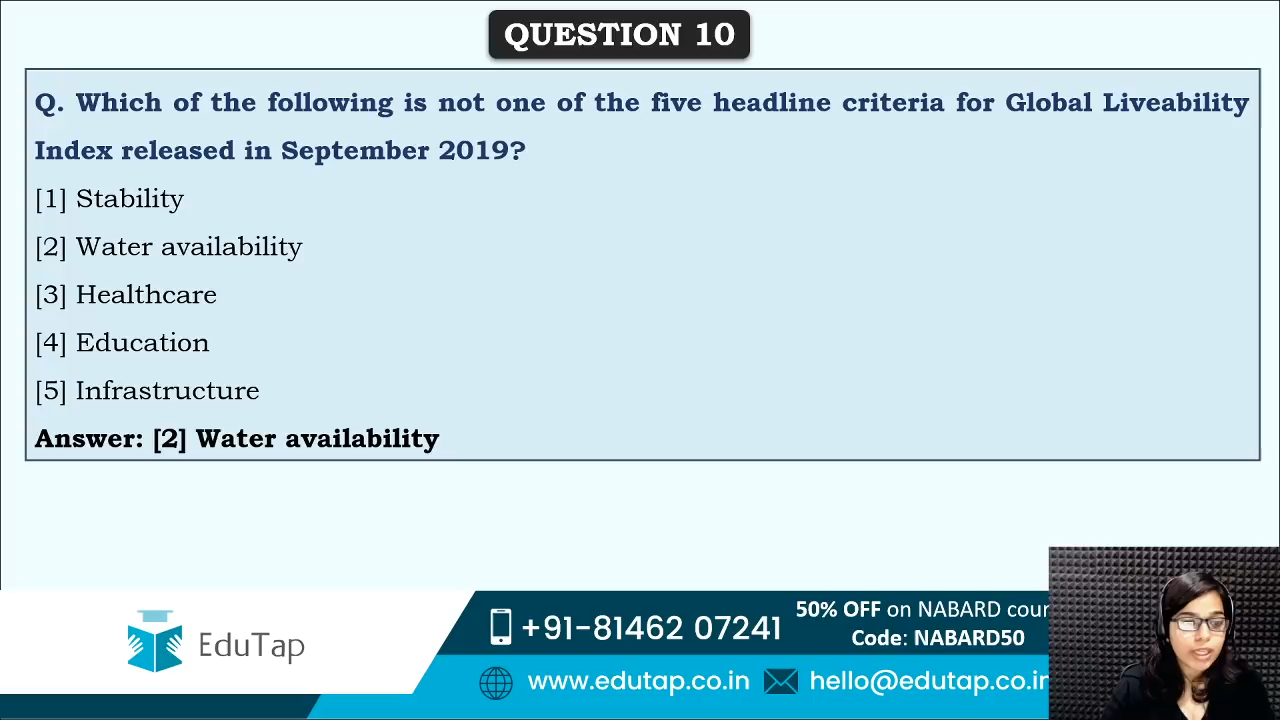 QUESTION 10
Q. Which of the following is not one of the five headline criteria for Global Liveability
Index released in September 2019?
[1] Stability
[2] Water availability
[3] Healthcare
[4] Education
[5] Infrastructure
Answer: [2] Water availability
EduTap
+91-81462 07241
50% OFF on NABARD cour
Code: NABARD50
www.edutap.co.in
hello@edutap.co.in